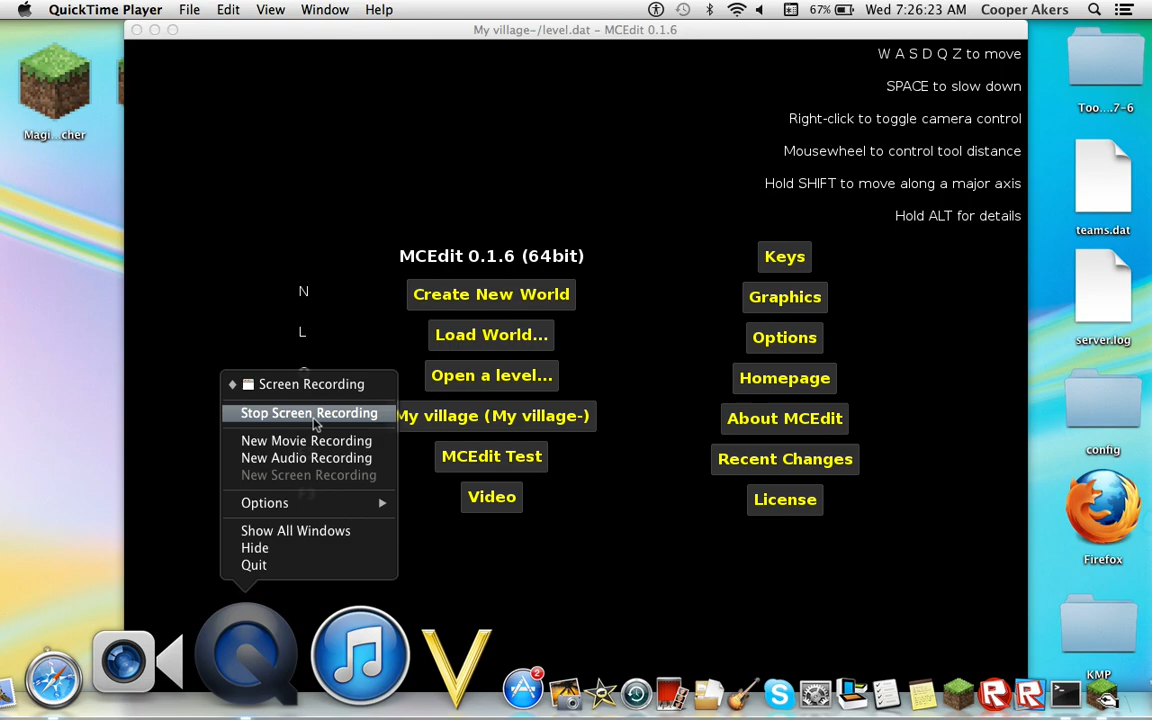 QuickTime Player File Edit View Window Help 67% Wed 7:26:23 AM Cooper Akers
My village-/level.dat – MCEdit 0.1.6
W A S D Q Z to move
SPACE to slow down
Right-click to toggle camera control
Mousewheel to control tool distance
Hold SHIFT to move along a major axis
Hold ALT for details
Magi...cher
Too...7-6
teams.dat
server.log
config
Firefox
KMP
MCEdit 0.1.6 (64bit)
N
L
Create New World
Load World...
Open a level...
My village (My village-)
MCEdit Test
Video
Keys
Graphics
Options
Homepage
About MCEdit
Recent Changes
License
Screen Recording
Stop Screen Recording
New Movie Recording
New Audio Recording
New Screen Recording
Options
Show All Windows
Hide
Quit
2